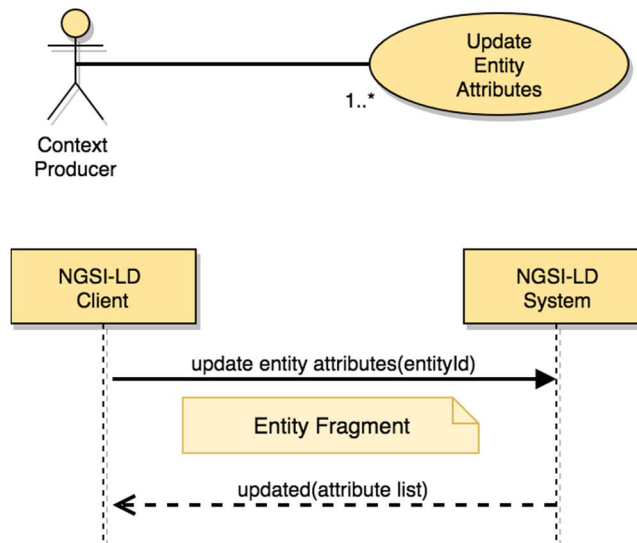 Update
Entity
Attributes
1..*
Context
Producer
NGSI-LD
Client
NGSI-LD
System
update entity attributes(entityId)
Entity Fragment
updated(attribute list)